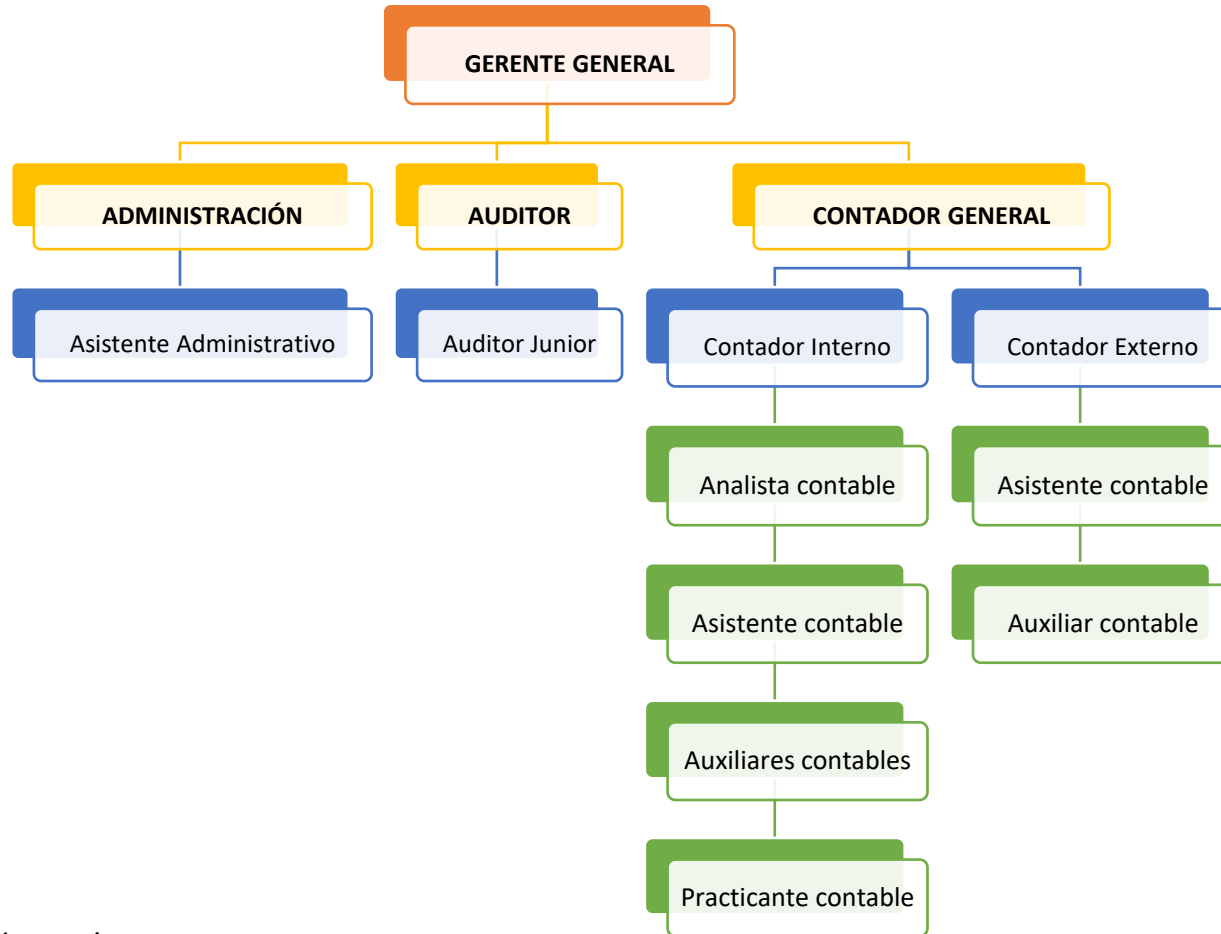 GERENTE GENERAL
ADMINISTRACIÓN
AUDITOR
CONTADOR GENERAL
Asistente Administrativo
Auditor Junior
Contador Interno
Contador Externo
Analista contable
Asistente contable
Asistente contable
Auxiliar contable
Auxiliares contables
Practicante contable